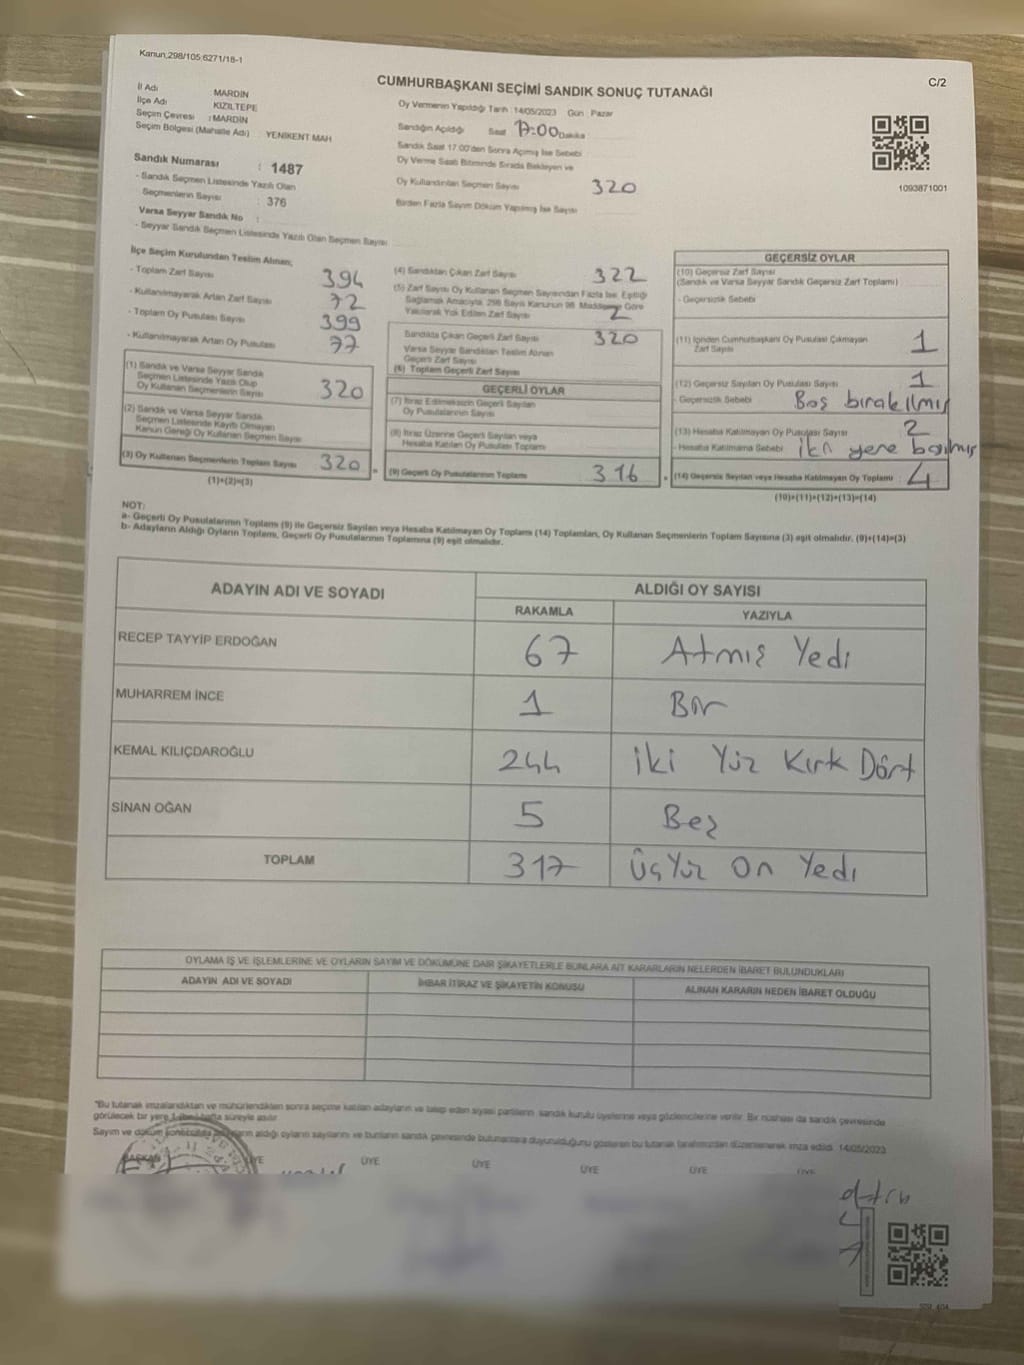 Kanun;298/105;6271/18-1
C/2
CUMHURBAŞKANI SEÇİMİ SANDIK SONUÇ TUTANAĞI
İl Adı MARDİN
İlçe Adı KIZILTEPE
Seçim Çevresi : MARDİN
Seçim Bölgesi (Mahalle Adı) : YENİKENT MAH
Sandık Numarası : 1487
- Sandık Seçmen Listesinde Yazılı Olan
Seçmenlerin Sayısı : 376
Varsa Seyyar Sandık No :
- Seyyar Sandık Seçmen Listesinde Yazılı Olan Seçmen Sayısı
Oy Vermenin Yapıldığı Tarih : 14/05/2023 Gün : Pazar
Sandığın Açıldığı Saat 17:00 Dakika
Sandık Saat 17.00'den Sonra Açılmış İse Sebebi
Oy Verme Saati Bitiminde Sırada Bekleyen ve
Oy Kullandırılan Seçmen Sayısı 320
Birden Fazla Sayım Döküm Yapılmış İse Sayısı
1093871001
İlçe Seçim Kurulundan Teslim Alınan;
- Toplam Zarf Sayısı 394
- Kullanılmayarak Artan Zarf Sayısı 72
- Toplam Oy Pusulası Sayısı 399
- Kullanılmayarak Artan Oy Pusulası 77
(1) Sandık ve Varsa Seyyar Sandık
Seçmen Listesinde Yazılı Olup
Oy Kullanan Seçmenlerin Sayısı 320
(2) Sandık ve Varsa Seyyar Sandık
Seçmen Listesinde Kayıtlı Olmayan
Kanun Gereği Oy Kullanan Seçmen Sayısı
(3) Oy Kullanan Seçmenlerin Toplam Sayısı 320
(1)+(2)=(3)
(4) Sandıktan Çıkan Zarf Sayısı 322
(5) Zarf Sayısı Oy Kullanan Seçmen Sayısından Fazla İse, Eşitliği
Sağlamak Amacıyla, 298 Sayılı Kanunun 98. Maddesine Göre
Yakılarak Yok Edilen Zarf Sayısı 2
Sandıkta Çıkan Geçerli Zarf Sayısı 320
Varsa Seyyar Sandıktan Teslim Alınan
Geçerli Zarf Sayısı
(6) Toplam Geçerli Zarf Sayısı
GEÇERLİ OYLAR
(7) İtiraz Edilmeksizin Geçerli Sayılan
Oy Pusulalarının Sayısı
(8) İtiraz Üzerine Geçerli Sayılan veya
Hesaba Katılan Oy Pusulası Toplamı
(9) Geçerli Oy Pusulalarının Toplamı 316
GEÇERSİZ OYLAR
(10) Geçersiz Zarf Sayısı
(Sandık ve Varsa Seyyar Sandık Geçersiz Zarf Toplamı)
- Geçersizlik Sebebi
(11) İçinden Cumhurbaşkanı Oy Pusulası Çıkmayan
Zarf Sayısı 1
(12) Geçersiz Sayılan Oy Pusulası Sayısı 1
- Geçersizlik Sebebi Boş bırakılmış
(13) Hesaba Katılmayan Oy Pusulası Sayısı 2
- Hesaba Katılmama Sebebi iki yere basılmış
(14) Geçersiz Sayılan veya Hesaba Katılmayan Oy Toplamı 4
(10)+(11)+(12)+(13)=(14)
NOT:
a- Geçerli Oy Pusulalarının Toplamı (9) ile Geçersiz Sayılan veya Hesaba Katılmayan Oy Toplamı (14) Toplamları, Oy Kullanan Seçmenlerin Toplam Sayısına (3) eşit olmalıdır. (9)+(14)=(3)
b- Adayların Aldığı Oyların Toplamı, Geçerli Oy Pusulalarının Toplamına (9) eşit olmalıdır.
ADAYIN ADI VE SOYADI ALDIĞI OY SAYISI
RAKAMLA YAZIYLA
RECEP TAYYİP ERDOĞAN 67 Atmış Yedi
MUHARREM İNCE 1 Bir
KEMAL KILIÇDAROĞLU 244 iki Yüz Kırk Dört
SİNAN OĞAN 5 Beş
TOPLAM 317 ÜçYüz On Yedi
OYLAMA İŞ VE İŞLEMLERİNE VE OYLARIN SAYIM VE DÖKÜMÜNE DAİR ŞİKAYETLERLE BUNLARA AİT KARARLARIN NELERDEN İBARET BULUNDUKLARI
ADAYIN ADI VE SOYADI İHBAR İTİRAZ VE ŞİKAYETİN KONUSU ALINAN KARARIN NEDEN İBARET OLDUĞU
"Bu tutanak imzalandıktan ve mühürlendikten sonra seçime katılan adayların ve talep eden siyasi partilerin sandık kurulu üyelerine veya gözlemcilerine verilir. Bir nüshası da sandık çevresinde
görülecek bir yere 1 (bir) hafta süreyle asılır
Sayım ve döküm aldığı oyların sayılarını ve bunların sandık çevresinde bulunanlara duyurulduğunu gösteren bu tutanak tarafımızdan düzenlenerek imza edildi. 14/05/2023
BAŞKAN ÜYE ÜYE ÜYE ÜYE ÜYE ÜYE